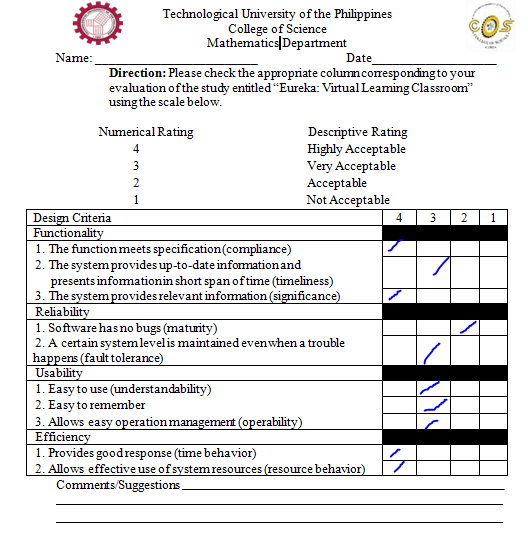 Technological University of the Philippines
College of Science
COS
Mathematics Department
Name: ____________________ Date____________________
Direction: Please check the appropriate column corresponding to your
evaluation of the study entitled “Eureka: Virtual Learning Classroom”
using the scale below.
Numerical Rating Descriptive Rating
4 Highly Acceptable
3 Very Acceptable
2 Acceptable
1 Not Acceptable
Design Criteria 4 3 2 1
Functionality
1. The function meets specification (compliance)
2. The system provides up-to-date information and
presents information in short span of time (timeliness)
3. The system provides relevant information (significance)
Reliability
1. Software has no bugs (maturity)
2. A certain system level is maintained even when a trouble
happens (fault tolerance)
Usability
1. Easy to use (understandability)
2. Easy to remember
3. Allows easy operation management (operability)
Efficiency
1. Provides good response (time behavior)
2. Allows effective use of system resources (resource behavior)
Comments/Suggestions____________________